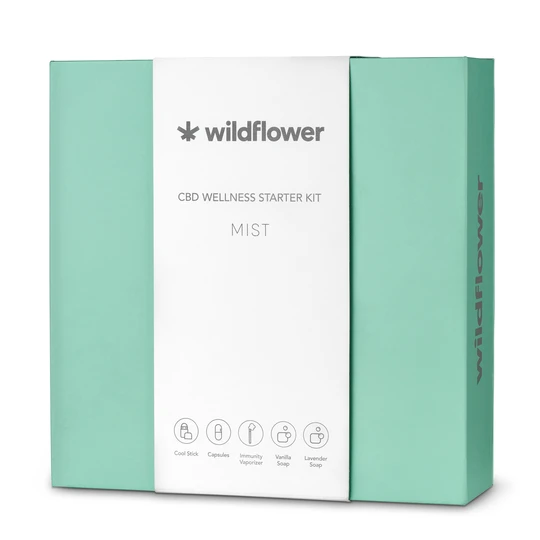 wildflower
CBD WELLNESS STARTER KIT
MIST
Cool Stick
Capsules
Immunity
Vaporizer
Vanilla
Soap
Lavender
Soap
wildflower